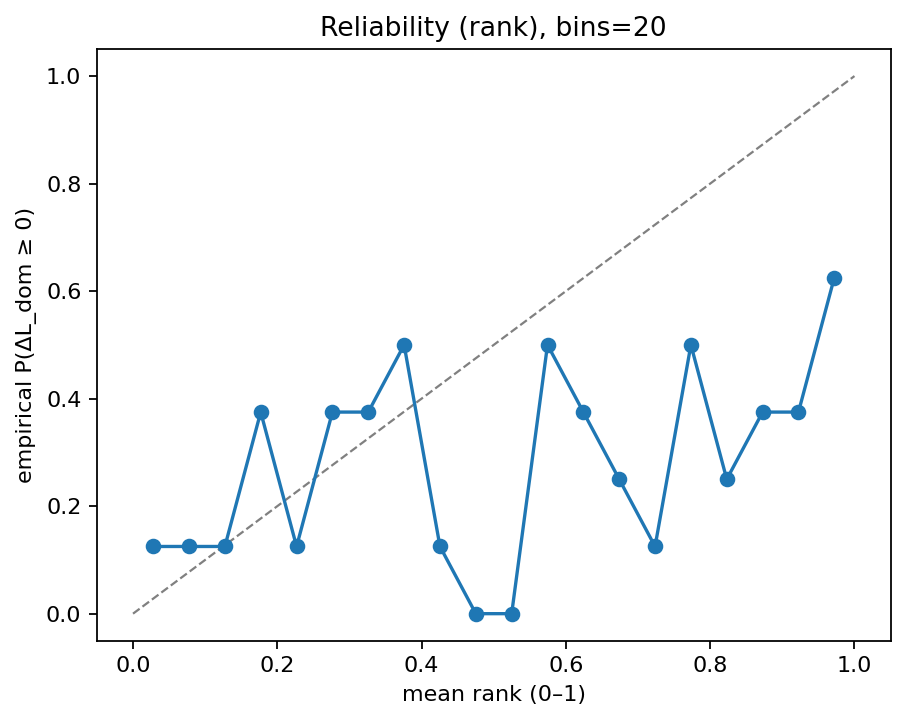 Reliability (rank), bins=20
empirical P(ΔL_dom ≥ 0)
1.0
0.8
0.6
0.4
0.2
0.0
0.0 0.2 0.4 0.6 0.8 1.0
mean rank (0–1)